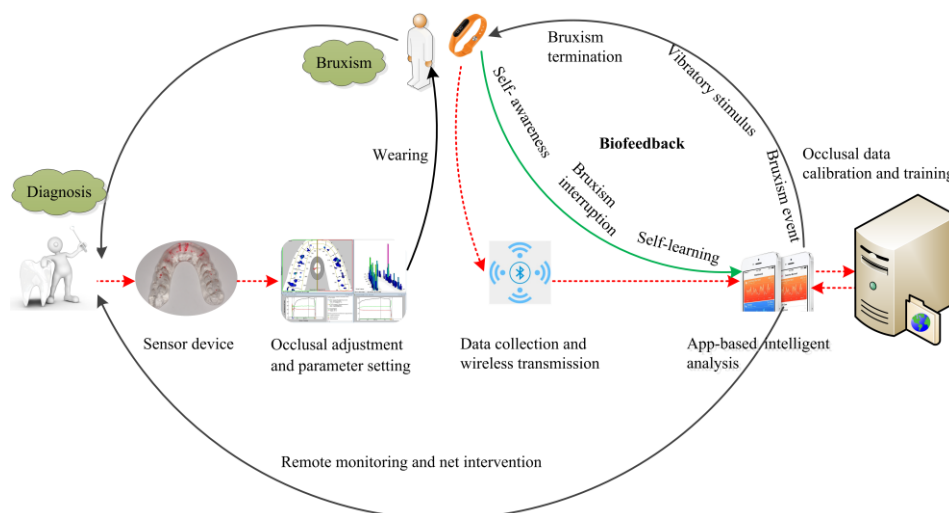 Bruxism
Bruxism
termination
Vibratory stimulus
Self- awareness
Biofeedback
Wearing
Bruxism
interruption
Bruxism event
Occlusal data
calibration and training
Diagnosis
Self-learning
Sensor device
Occlusal adjustment
and parameter setting
Data collection and
wireless transmission
App-based intelligent
analysis
Remote monitoring and net intervention